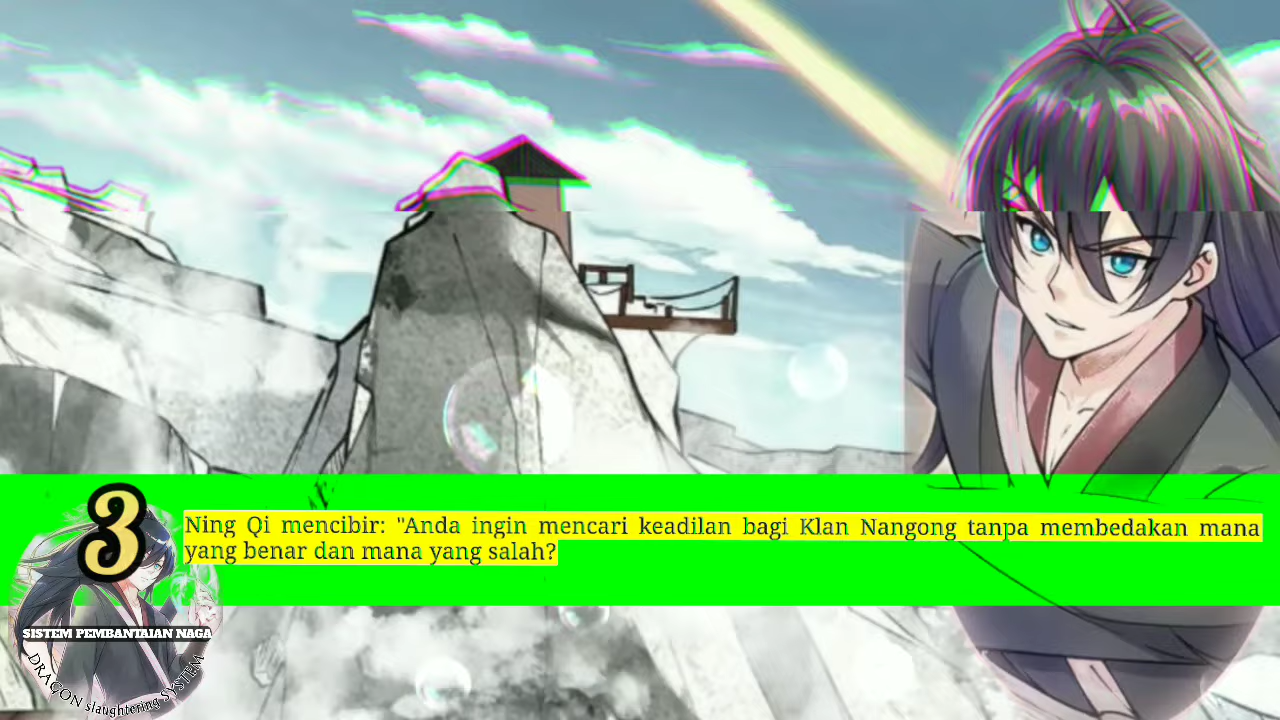 3
Ning Qi mencibir: "Anda ingin mencari keadilan bagi Klan Nangong tanpa membedakan mana
yang benar dan mana yang salah?
SISTEM PEMBANTAIAN NAGA
DRAGON slaughtering SYSTEM